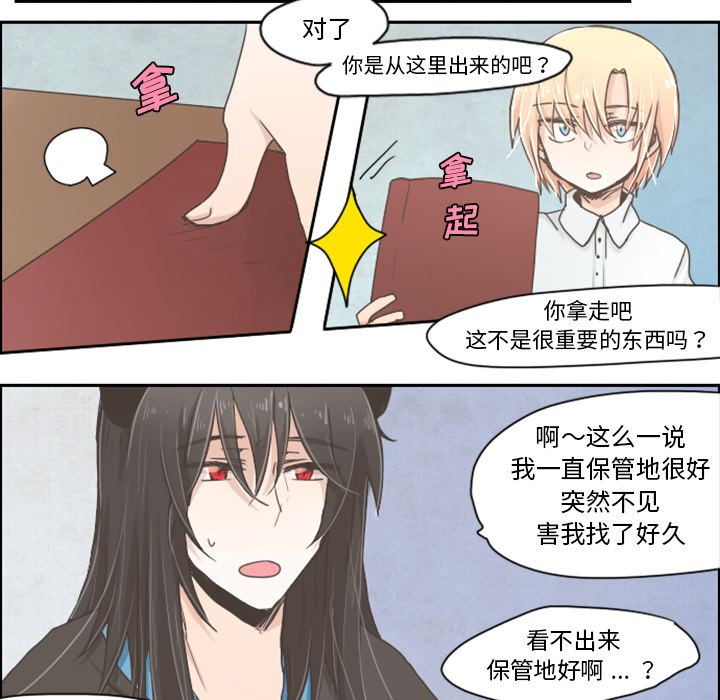 对了
你是从这里出来的吧？
拿
拿
起
你拿走吧
这不是很重要的东西吗？
啊～这么一说
我一直保管地很好
突然不见
害我找了好久
看不出来
保管地好啊...？